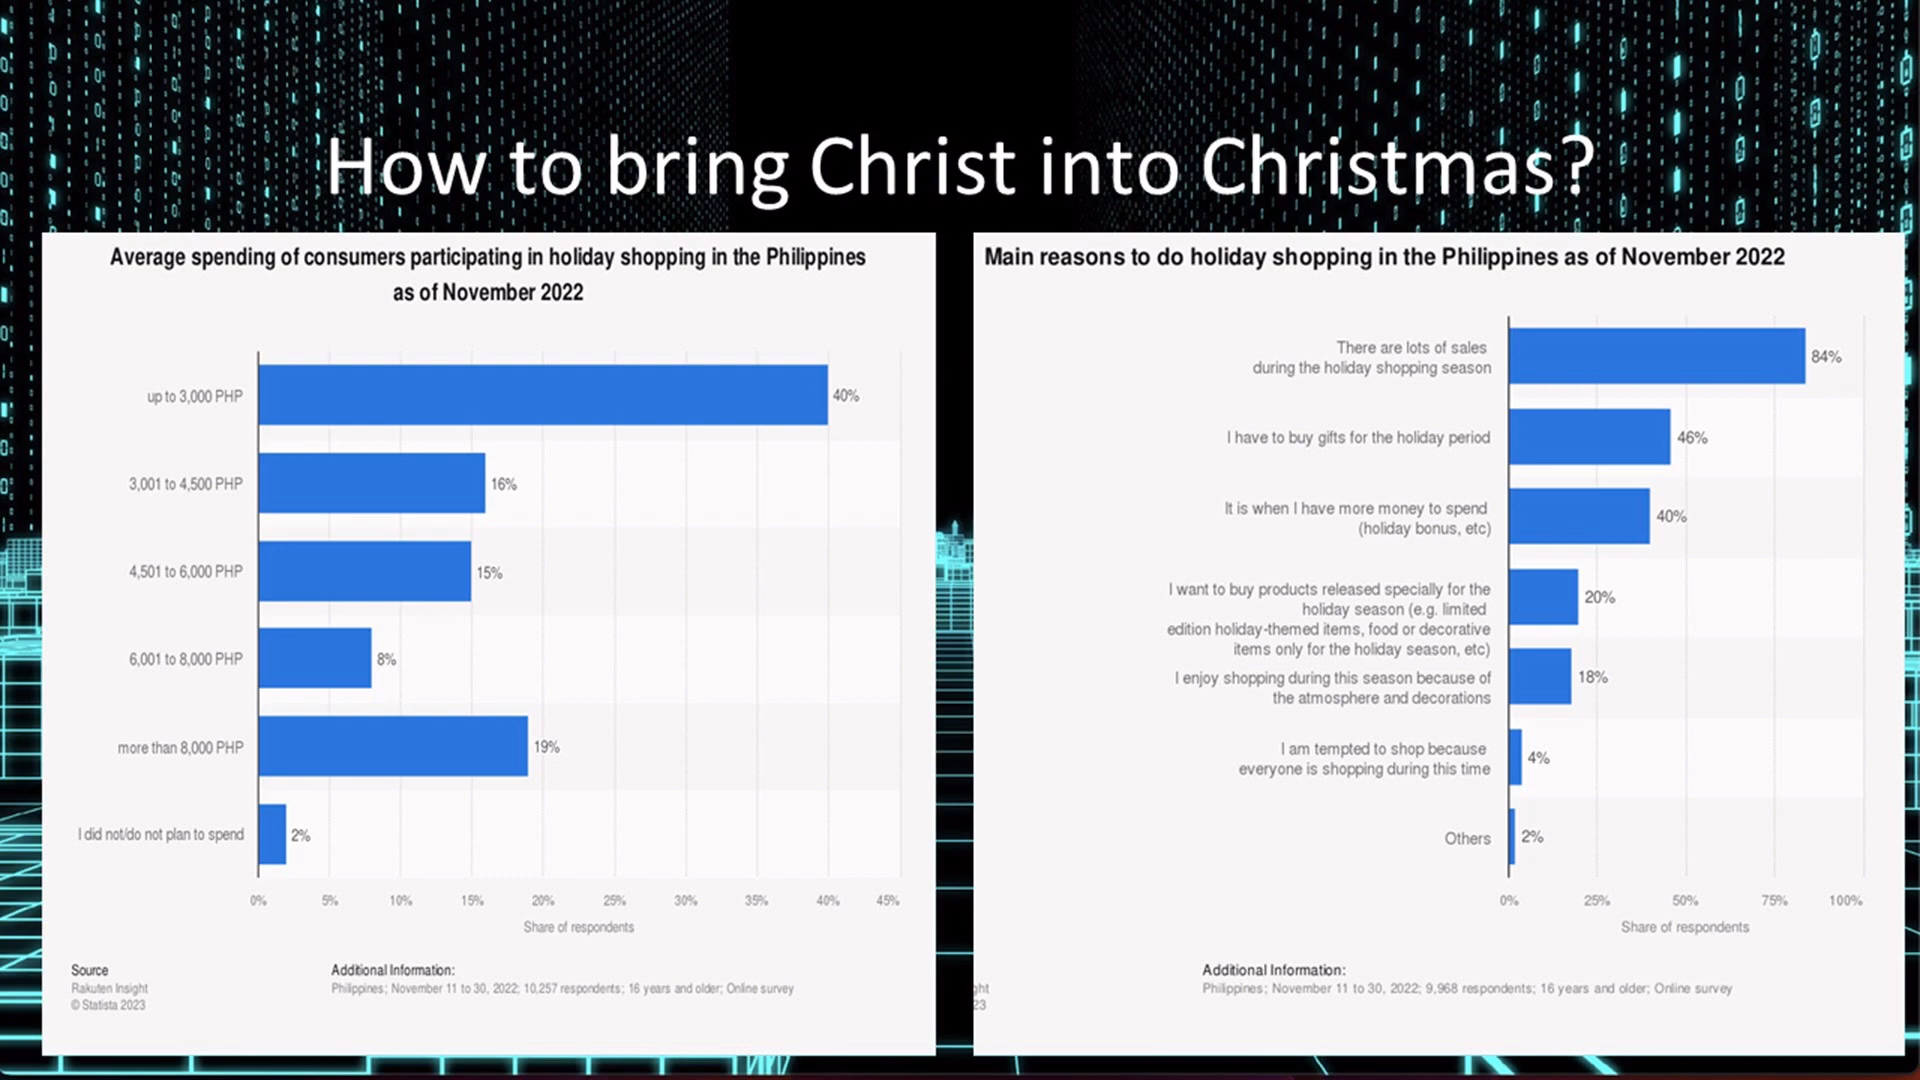 How to bring Christ into Christmas?
Average spending of consumers participating in holiday shopping in the Philippines
as of November 2022
up to 3,000 PHP
40%
3,001 to 4,500 PHP
16%
4,501 to 6,000 PHP
15%
6,001 to 8,000 PHP
8%
more than 8,000 PHP
19%
I did not/do not plan to spend
2%
0% 5% 10% 15% 20% 25% 30% 35% 40% 45%
Share of respondents
Source
Rakuten Insight
© Statista 2023
Additional Information:
Philippines; November 11 to 30, 2022; 10,257 respondents; 16 years and older; Online survey
Main reasons to do holiday shopping in the Philippines as of November 2022
There are lots of sales
during the holiday shopping season
84%
I have to buy gifts for the holiday period
46%
It is when I have more money to spend
(holiday bonus, etc)
40%
I want to buy products released specially for the
holiday season (e.g. limited
edition holiday-themed items, food or decorative
items only for the holiday season, etc)
20%
I enjoy shopping during this season because of
the atmosphere and decorations
18%
I am tempted to shop because
everyone is shopping during this time
4%
Others
2%
0% 25% 50% 75% 100%
Share of respondents
ght
23
Additional Information:
Philippines; November 11 to 30, 2022; 9,968 respondents; 16 years and older; Online survey